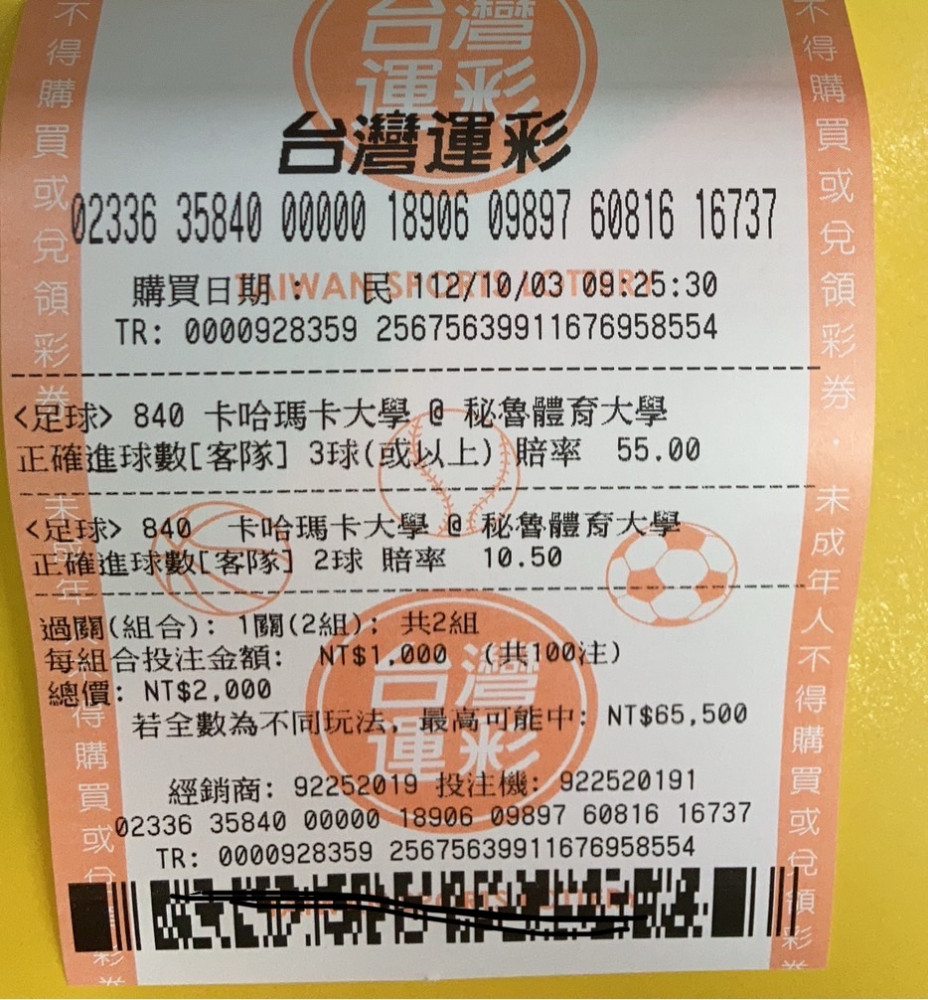 台灣運彩
台灣運彩
02336 35840 00000 18906 09897 60816 16737
TAIWAN SPORTS LOTTERY
購買日期： 民 112/10/03 09:25:30
TR: 0000928359 25675639911676958554
<足球> 840 卡哈瑪卡大學 @ 秘魯體育大學
正確進球數[客隊] 3球(或以上) 賠率 55.00
<足球> 840 卡哈瑪卡大學 @ 秘魯體育大學
正確進球數[客隊] 2球 賠率 10.50
過關(組合): 1關(2組); 共2組
每組合投注金額: NT$1,000 (共100注)
總價: NT$2,000
若全數為不同玩法, 最高可能中: NT$65,500
台灣運彩
經銷商: 92252019 投注機: 922520191
02336 35840 00000 18906 09897 60816 16737
TR: 0000928359 25675639911676958554
不得購買或兌領彩券
未成年人不得購買或兌領彩券
不得購買或兌領彩券・未成年人不得購買或兌領彩券